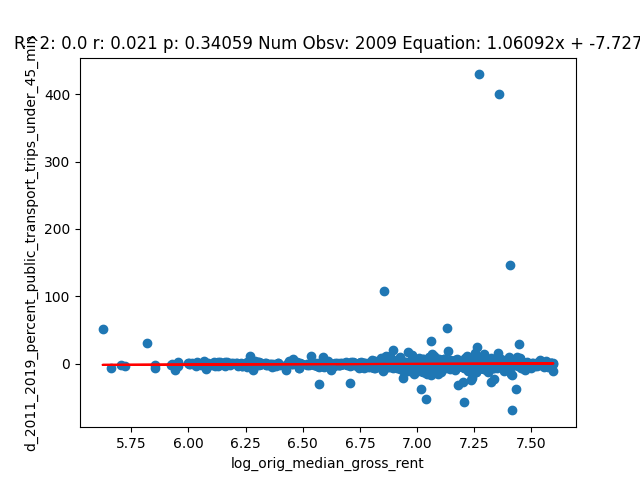 R^2: 0.0 r: 0.021 p: 0.34059 Num Obsv: 2009 Equation: 1.06092x + -7.727
d_2011_2019_percent_public_transport_trips_under_45_min
400
300
200
100
0
5.75 6.00 6.25 6.50 6.75 7.00 7.25 7.50
log_orig_median_gross_rent